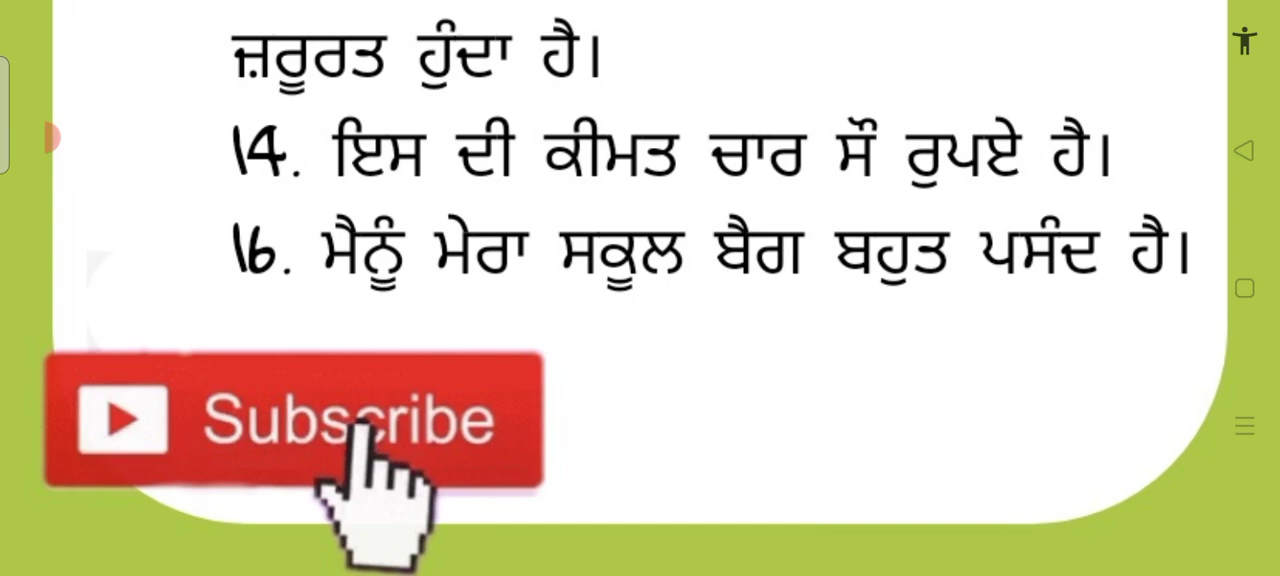 ਜ਼ਰੂਰਤ ਹੁੰਦਾ ਹੈ।
14. ਇਸ ਦੀ ਕੀਮਤ ਚਾਰ ਸੌ ਰੁਪਏ ਹੈ।
16. ਮੈਨੂੰ ਮੇਰਾ ਸਕੂਲ ਬੈਗ ਬਹੁਤ ਪਸੰਦ ਹੈ।
Subscribe